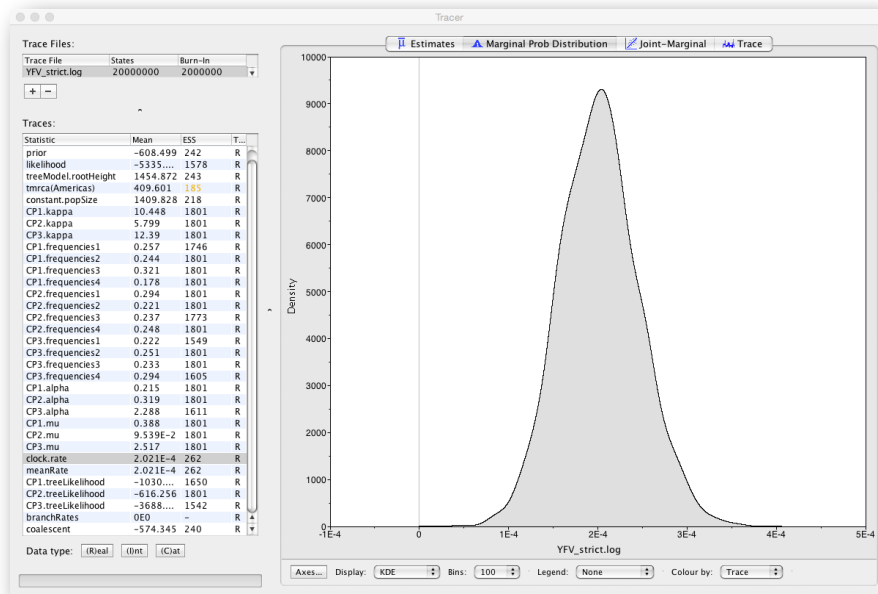 Tracer
Trace Files:
Trace File States Burn-In
YFV_strict.log 20000000 2000000
+ −
Traces:
Statistic Mean ESS T...
prior −608.499 242 R
likelihood −5335.... 1578 R
treeModel.rootHeight 1454.872 243 R
tmrca(Americas) 409.601 185 R
constant.popSize 1409.828 218 R
CP1.kappa 10.448 1801 R
CP2.kappa 5.799 1801 R
CP3.kappa 12.39 1801 R
CP1.frequencies1 0.257 1746 R
CP1.frequencies2 0.244 1801 R
CP1.frequencies3 0.321 1801 R
CP1.frequencies4 0.178 1801 R
CP2.frequencies1 0.294 1801 R
CP2.frequencies2 0.221 1801 R
CP2.frequencies3 0.237 1773 R
CP2.frequencies4 0.248 1801 R
CP3.frequencies1 0.222 1549 R
CP3.frequencies2 0.251 1801 R
CP3.frequencies3 0.233 1801 R
CP3.frequencies4 0.294 1605 R
CP1.alpha 0.215 1801 R
CP2.alpha 0.319 1801 R
CP3.alpha 2.288 1611 R
CP1.mu 0.388 1801 R
CP2.mu 9.539E-2 1801 R
CP3.mu 2.517 1801 R
clock.rate 2.021E-4 262 R
meanRate 2.021E-4 262 R
CP1.treeLikelihood −1030.... 1650 R
CP2.treeLikelihood −616.256 1801 R
CP3.treeLikelihood −3688.... 1542 R
branchRates 0E0 − R
coalescent −574.345 240 R
Data type: (R)eal (I)nt (C)at
Estimates Marginal Prob Distribution Joint-Marginal Trace
10000
9000
8000
7000
6000
5000
4000
3000
2000
1000
0
Density
-1E-4 0 1E-4 2E-4 3E-4 4E-4 5E-4
YFV_strict.log
Axes... Display: KDE Bins: 100 Legend: None Colour by: Trace